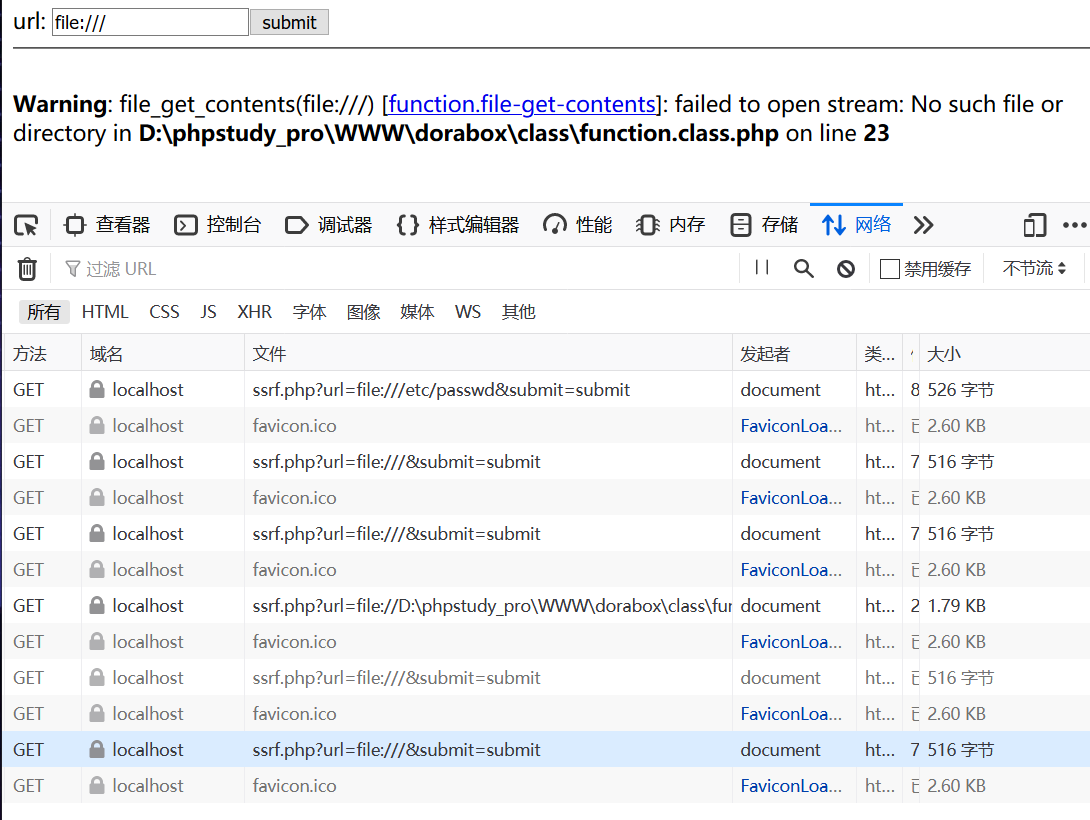 url: file:/// submit
Warning: file_get_contents(file:///) [function.file-get-contents]: failed to open stream: No such file or
directory in D:\phpstudy_pro\WWW\dorabox\class\function.class.php on line 23
查看器 控制台 调试器 {} 样式编辑器 性能 内存 存储 网络
过滤 URL 禁用缓存 不节流
所有 HTML CSS JS XHR 字体 图像 媒体 WS 其他
方法 域名 文件 发起者 类... 大小
GET localhost ssrf.php?url=file:///etc/passwd&submit=submit document ht... 8 526 字节
GET localhost favicon.ico FaviconLoa... ht... 2.60 KB
GET localhost ssrf.php?url=file:///&submit=submit document ht... 7 516 字节
GET localhost favicon.ico FaviconLoa... ht... 2.60 KB
GET localhost ssrf.php?url=file:///&submit=submit document ht... 7 516 字节
GET localhost favicon.ico FaviconLoa... ht... 2.60 KB
GET localhost ssrf.php?url=file://D:\phpstudy_pro\WWW\dorabox\class\fur document ht... 2 1.79 KB
GET localhost favicon.ico FaviconLoa... ht... 2.60 KB
GET localhost ssrf.php?url=file:///&submit=submit document ht... 516 字节
GET localhost favicon.ico FaviconLoa... ht... 2.60 KB
GET localhost ssrf.php?url=file:///&submit=submit document ht... 7 516 字节
GET localhost favicon.ico FaviconLoa... ht... 2.60 KB